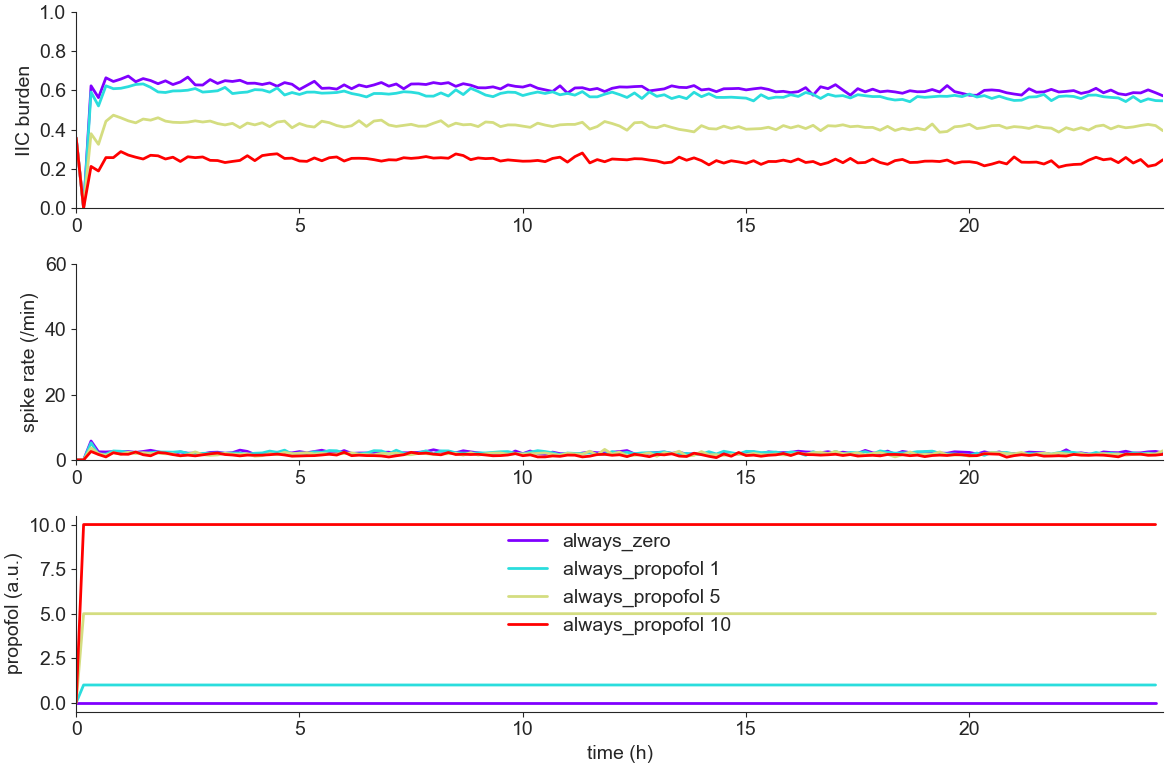 IIC burden
1.0
0.8
0.6
0.4
0.2
0.0
0 5 10 15 20
spike rate (/min)
60
40
20
0
0 5 10 15 20
propofol (a.u.)
10.0
7.5
5.0
2.5
0.0
always_zero
always_propofol 1
always_propofol 5
always_propofol 10
0 5 10 15 20
time (h)